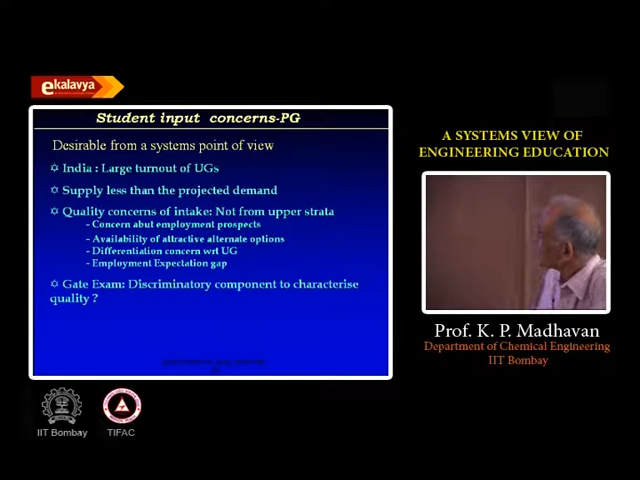 ekalavya
Student input concerns-PG
Desirable from a systems point of view
India : Large turnout of UGs
Supply less than the projected demand
Quality concerns of intake: Not from upper strata
- Concern abut employment prospects
- Availability of attractive alternate options
- Differentiation concern wrt UG
- Employment Expectation gap
Gate Exam: Discriminatory component to characterise
quality ?
A SYSTEMS VIEW OF
ENGINEERING EDUCATION
Prof. K. P. Madhavan
Department of Chemical Engineering
IIT Bombay
IIT Bombay
TIFAC